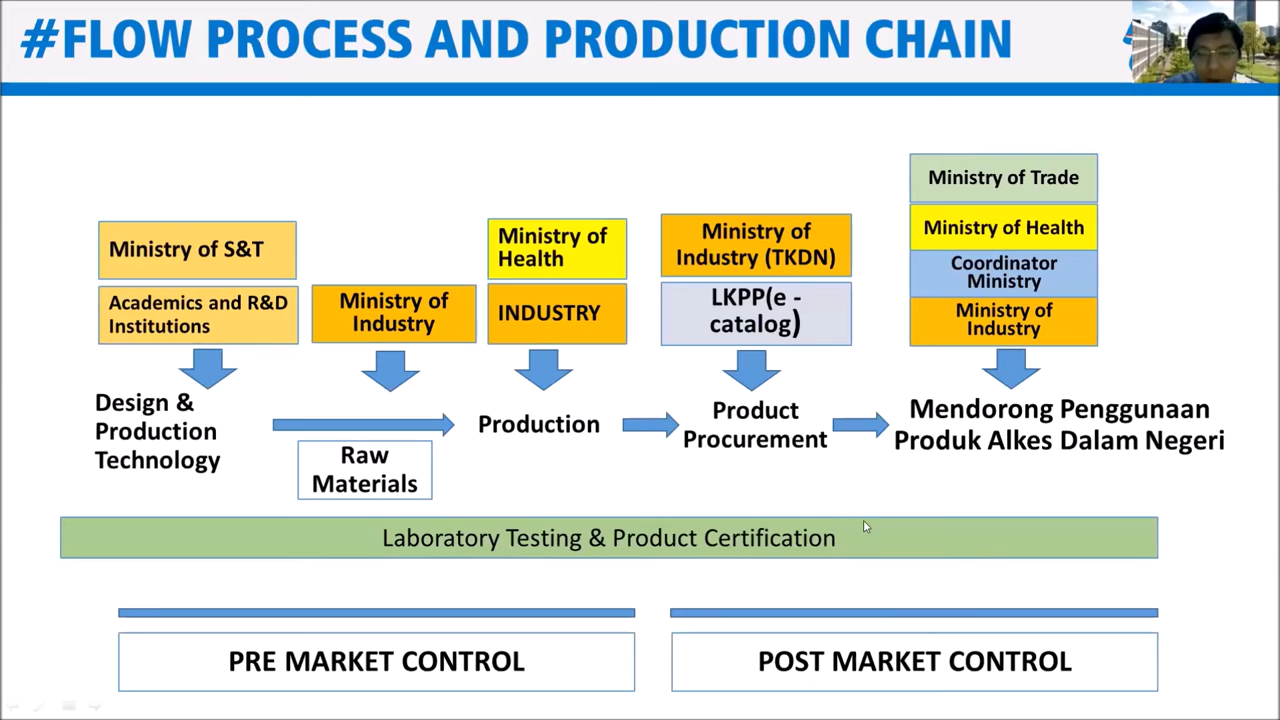 #FLOW PROCESS AND PRODUCTION CHAIN
Ministry of S&T
Academics and R&D
Institutions
Ministry of
Industry
Ministry of
Health
INDUSTRY
Ministry of
Industry (TKDN)
LKPP(e -
catalog)
Ministry of Trade
Ministry of Health
Coordinator
Ministry
Ministry of
Industry
Design &
Production
Technology
Raw
Materials
Production
Product
Procurement
Mendorong Penggunaan
Produk Alkes Dalam Negeri
Laboratory Testing & Product Certification
PRE MARKET CONTROL
POST MARKET CONTROL